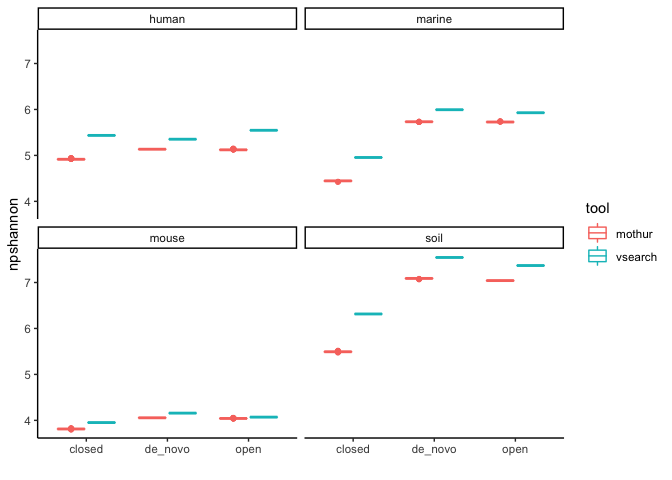 human
marine
7
6
5
4
npshannon
mouse
soil
7
6
5
4
closed
de_novo
open
closed
de_novo
open
tool
mothur
vsearch